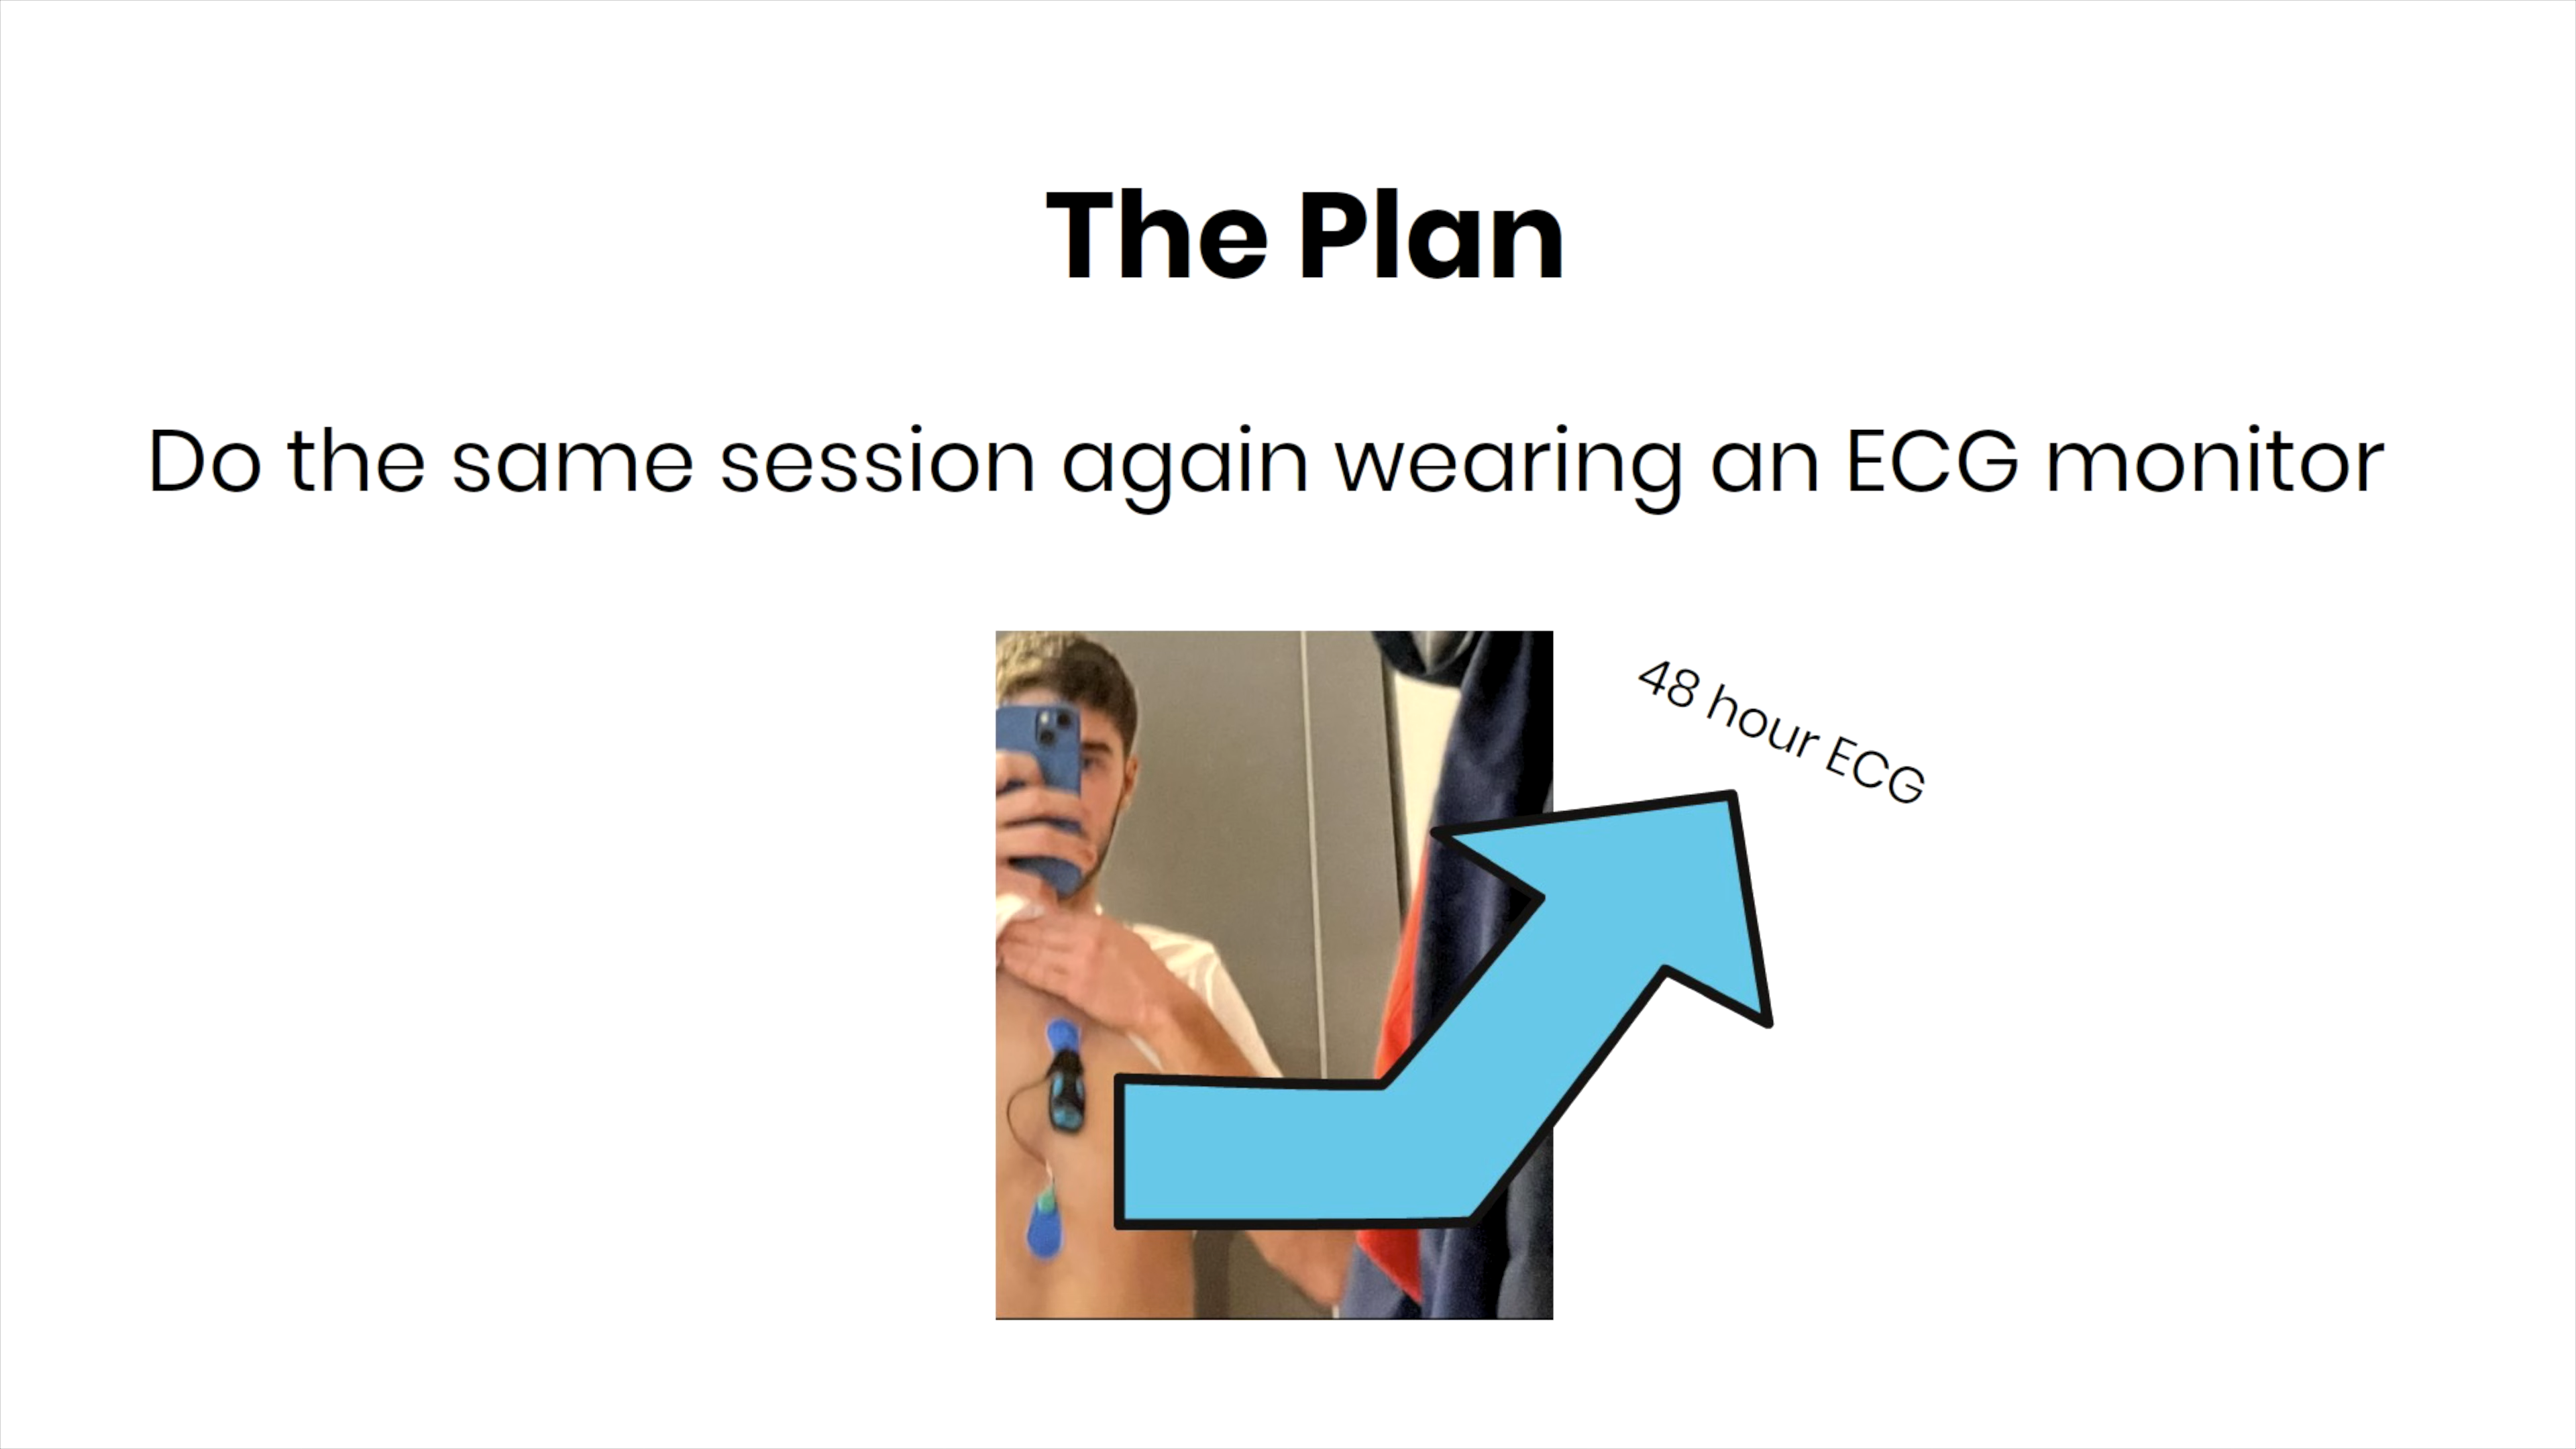 The Plan
Do the same session again wearing an ECG monitor
48 hour ECG